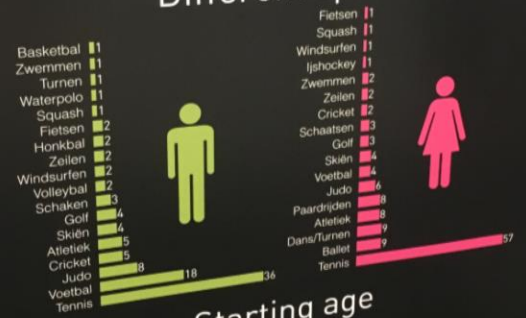 Basketbal 1
Zwemmen 1
Turnen 1
Waterpolo 1
Squash 1
Fietsen 2
Honkbal 2
Zeilen 2
Windsurfen 2
Volleybal 2
Schaken 3
Golf 4
Skiën 4
Atletiek 5
Cricket 5
Judo 8
Voetbal 18
Tennis 36
Fietsen 1
Squash 1
Windsurfen 1
Ijshockey 1
Zwemmen 2
Zeilen 2
Cricket 2
Schaatsen 3
Golf 3
Skiën 4
Voetbal 4
Judo 6
Paardrijden 8
Atletiek 8
Dans/Turnen 9
Ballet 9
Tennis 57
Starting age